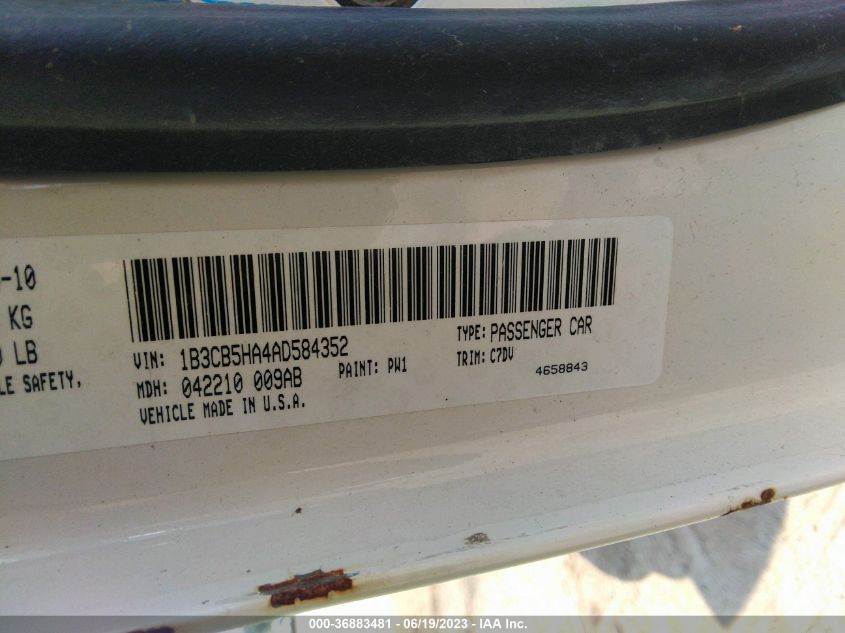 -10
KG
LB
LE SAFETY,
VIN: 1B3CB5HA4AD584352
TYPE: PASSENGER CAR
MDH: 042210 009AB
PAINT: PW1
TRIM: C7DV
VEHICLE MADE IN U.S.A.
4658843
000-36883481 - 06/19/2023 - IAA Inc.